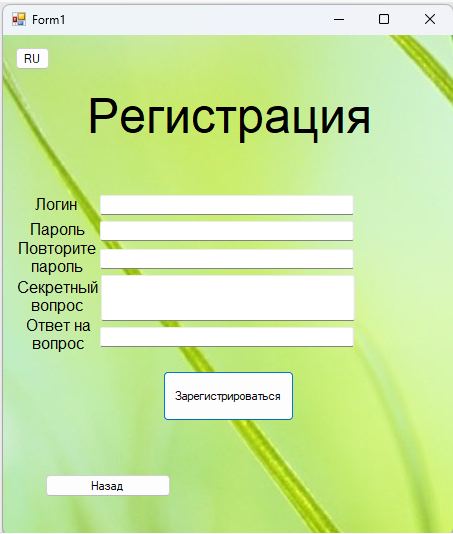 Form1
RU
Регистрация
Логин
Пароль
Повторите
пароль
Секретный
вопрос
Ответ на
вопрос
Зарегистрироваться
Назад